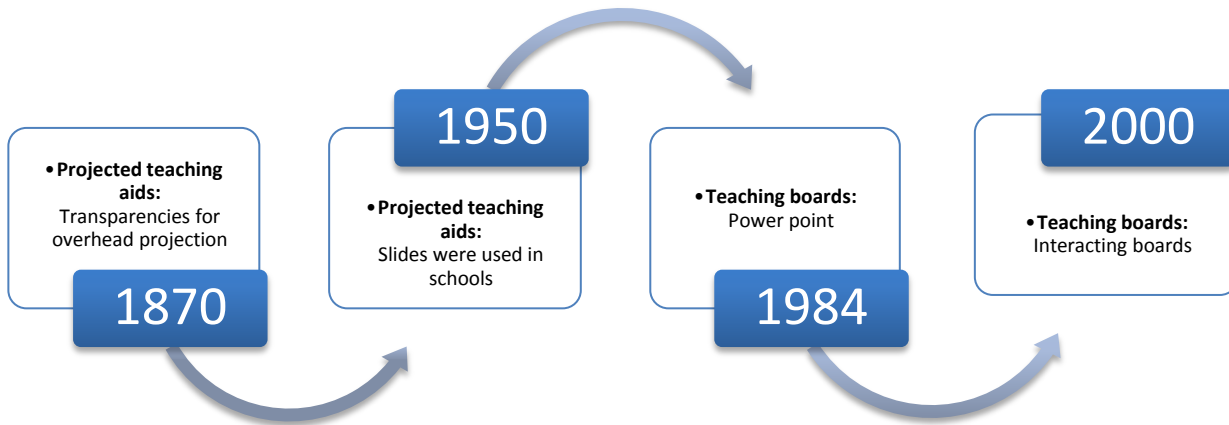 •Projected teaching
aids:
Transparencies for
overhead projection
1870
1950
•Projected teaching
aids:
Slides were used in
schools
•Teaching boards:
Power point
1984
2000
•Teaching boards:
Interacting boards